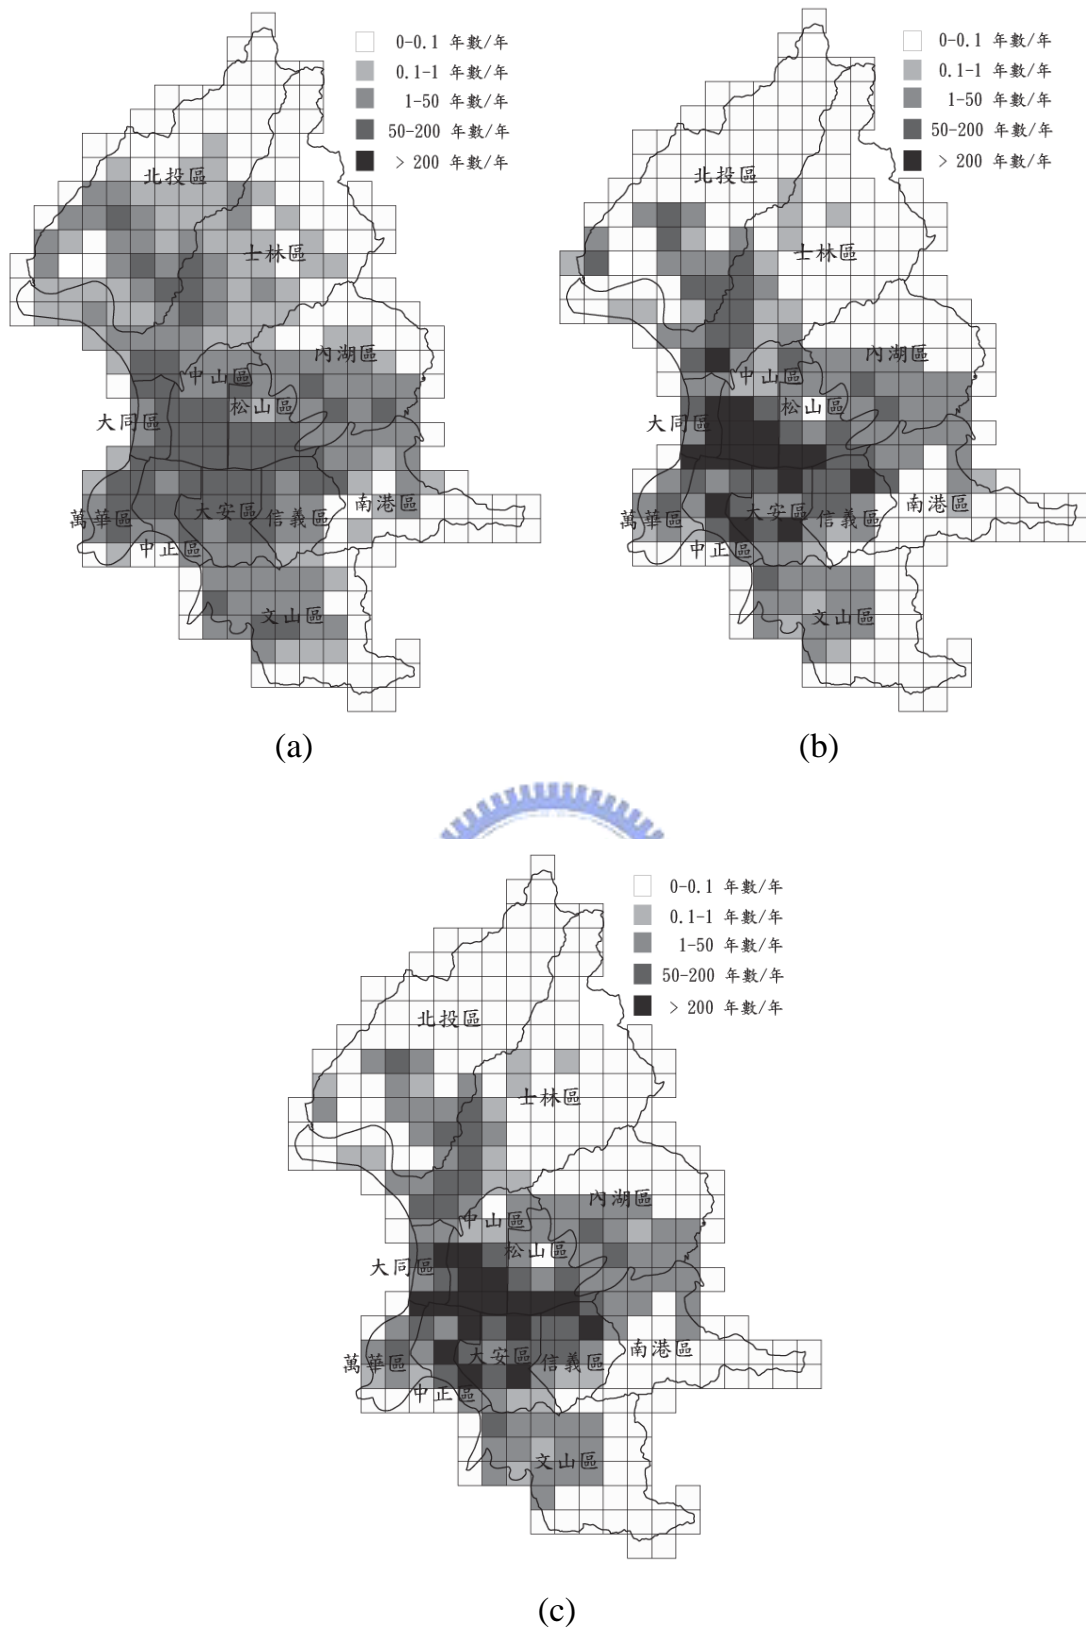 0-0.1 年數/年
0.1-1 年數/年
1-50 年數/年
50-200 年數/年
> 200 年數/年
北投區
士林區
內湖區
中山區
松山區
大同區
南港區
萬華區
大安區
信義區
中正區
文山區
(a)
0-0.1 年數/年
0.1-1 年數/年
1-50 年數/年
50-200 年數/年
> 200 年數/年
北投區
士林區
內湖區
中山區
松山區
大同區
南港區
萬華區
大安區
信義區
中正區
文山區
(b)
0-0.1 年數/年
0.1-1 年數/年
1-50 年數/年
50-200 年數/年
> 200 年數/年
北投區
士林區
內湖區
中山區
松山區
大同區
南港區
萬華區
大安區
信義區
中正區
文山區
(c)